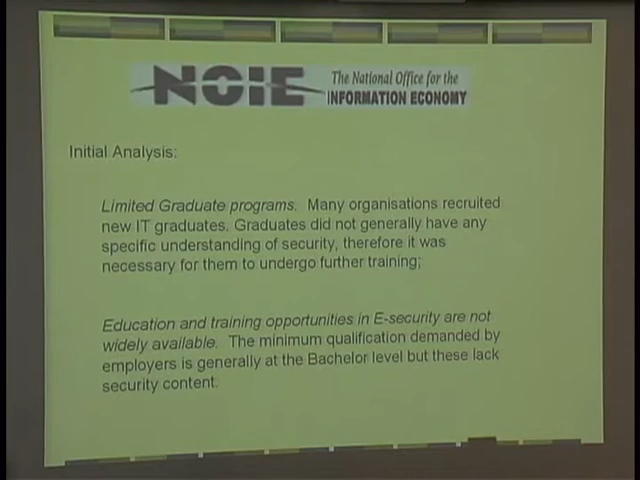 NOIE
The National Office for the
INFORMATION ECONOMY
Initial Analysis:
Limited Graduate programs. Many organisations recruited
new IT graduates. Graduates did not generally have any
specific understanding of security, therefore it was
necessary for them to undergo further training;
Education and training opportunities in E-security are not
widely available. The minimum qualification demanded by
employers is generally at the Bachelor level but these lack
security content.